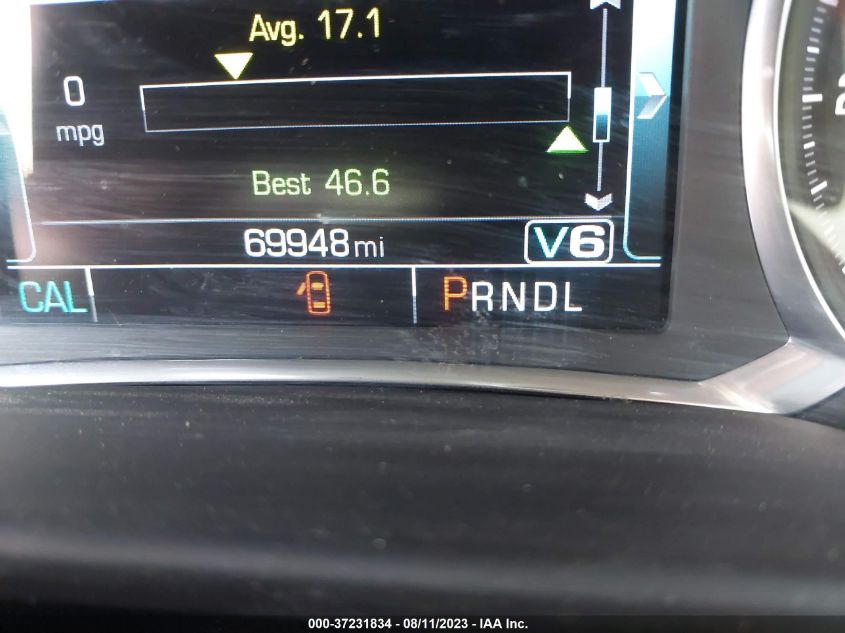 Avg. 17.1
0
mpg
Best 46.6
69948 mi
V6
CAL
PRNDL
000-37231834 - 08/11/2023 - IAA Inc.